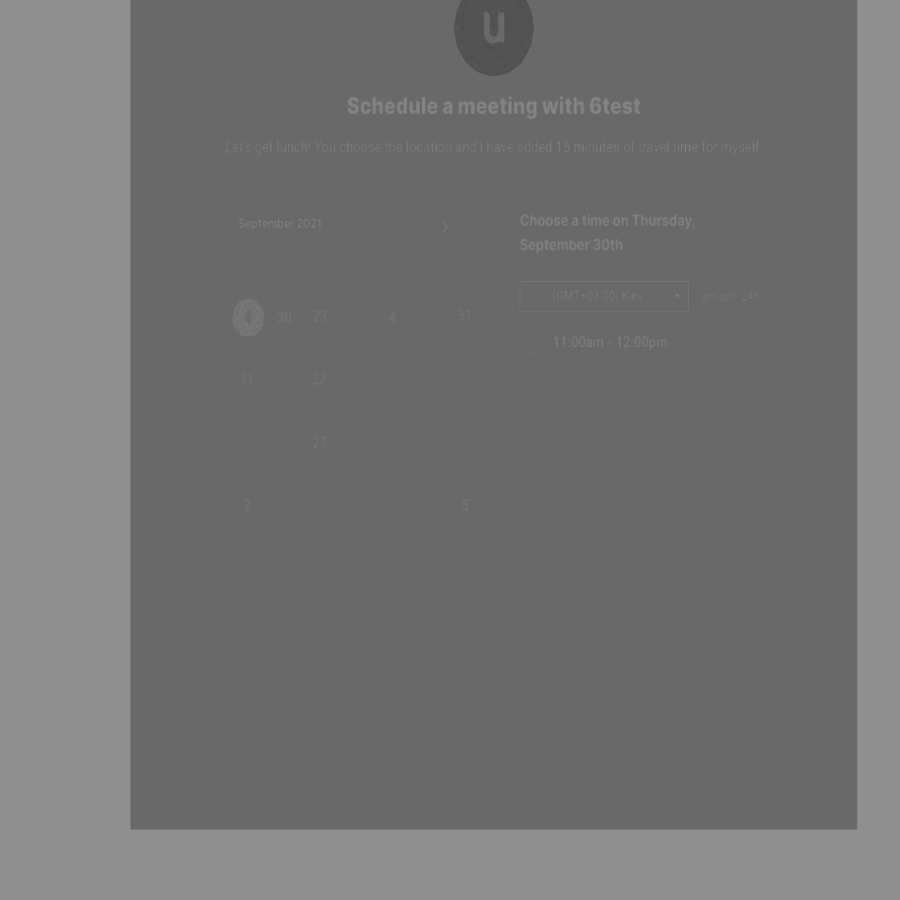 u
Schedule a meeting with 6test
Let's get lunch! You choose the location and I have added 15 minutes of travel time for myself
September 2021
Choose a time on Thursday,
September 30th
(GMT+03:00) Kiev
am pm 24h
4 30 23 4 31
11:00am - 12:00pm
11 22
27
5